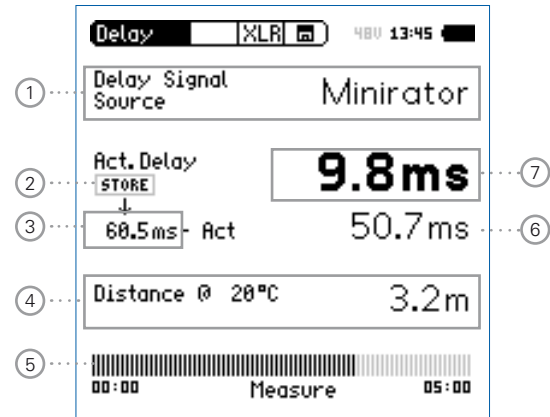 Delay XLR 48V 13:45
1 Delay Signal Source Minirator
Act. Delay 9.8ms 7
2 STORE
3 60.5ms - Act 50.7ms 6
4 Distance @ 20°C 3.2m
5
00:00 Measure 05:00